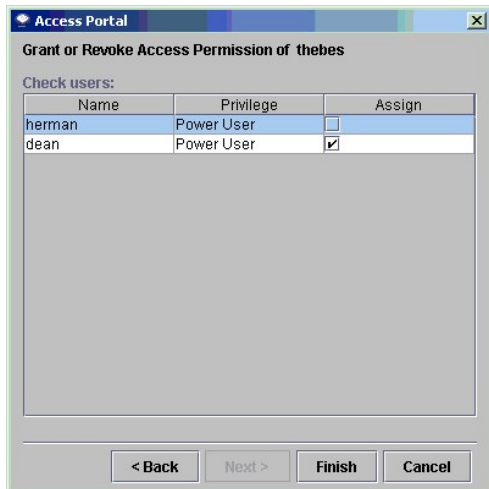 Access Portal
Grant or Revoke Access Permission of thebes
Check users:
Name Privilege Assign
herman Power User
dean Power User
< Back Next > Finish Cancel